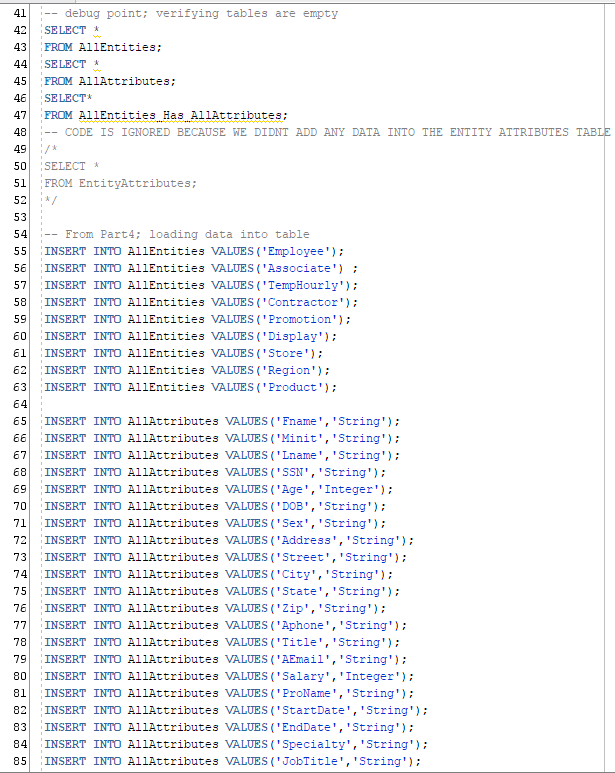 41 -- debug point; verifying tables are empty
42 SELECT *
43 FROM AllEntities;
44 SELECT *
45 FROM AllAttributes;
46 SELECT*
47 FROM AllEntities_Has_AllAttributes;
48 -- CODE IS IGNORED BECAUSE WE DIDNT ADD ANY DATA INTO THE ENTITY ATTRIBUTES TABLE
49 /*
50 SELECT *
51 FROM EntityAttributes;
52 */
53
54 -- From Part4; loading data into table
55 INSERT INTO AllEntities VALUES('Employee');
56 INSERT INTO AllEntities VALUES('Associate') ;
57 INSERT INTO AllEntities VALUES('TempHourly');
58 INSERT INTO AllEntities VALUES('Contractor');
59 INSERT INTO AllEntities VALUES('Promotion');
60 INSERT INTO AllEntities VALUES('Display');
61 INSERT INTO AllEntities VALUES('Store');
62 INSERT INTO AllEntities VALUES('Region');
63 INSERT INTO AllEntities VALUES('Product');
64
65 INSERT INTO AllAttributes VALUES('Fname','String');
66 INSERT INTO AllAttributes VALUES('Minit','String');
67 INSERT INTO AllAttributes VALUES('Lname','String');
68 INSERT INTO AllAttributes VALUES('SSN','String');
69 INSERT INTO AllAttributes VALUES('Age','Integer');
70 INSERT INTO AllAttributes VALUES('DOB','String');
71 INSERT INTO AllAttributes VALUES('Sex','String');
72 INSERT INTO AllAttributes VALUES('Address','String');
73 INSERT INTO AllAttributes VALUES('Street','String');
74 INSERT INTO AllAttributes VALUES('City','String');
75 INSERT INTO AllAttributes VALUES('State','String');
76 INSERT INTO AllAttributes VALUES('Zip','String');
77 INSERT INTO AllAttributes VALUES('Aphone','String');
78 INSERT INTO AllAttributes VALUES('Title','String');
79 INSERT INTO AllAttributes VALUES('AEmail','String');
80 INSERT INTO AllAttributes VALUES('Salary','Integer');
81 INSERT INTO AllAttributes VALUES('ProName','String');
82 INSERT INTO AllAttributes VALUES('StartDate','String');
83 INSERT INTO AllAttributes VALUES('EndDate','String');
84 INSERT INTO AllAttributes VALUES('Specialty','String');
85 INSERT INTO AllAttributes VALUES('JobTitle','String');